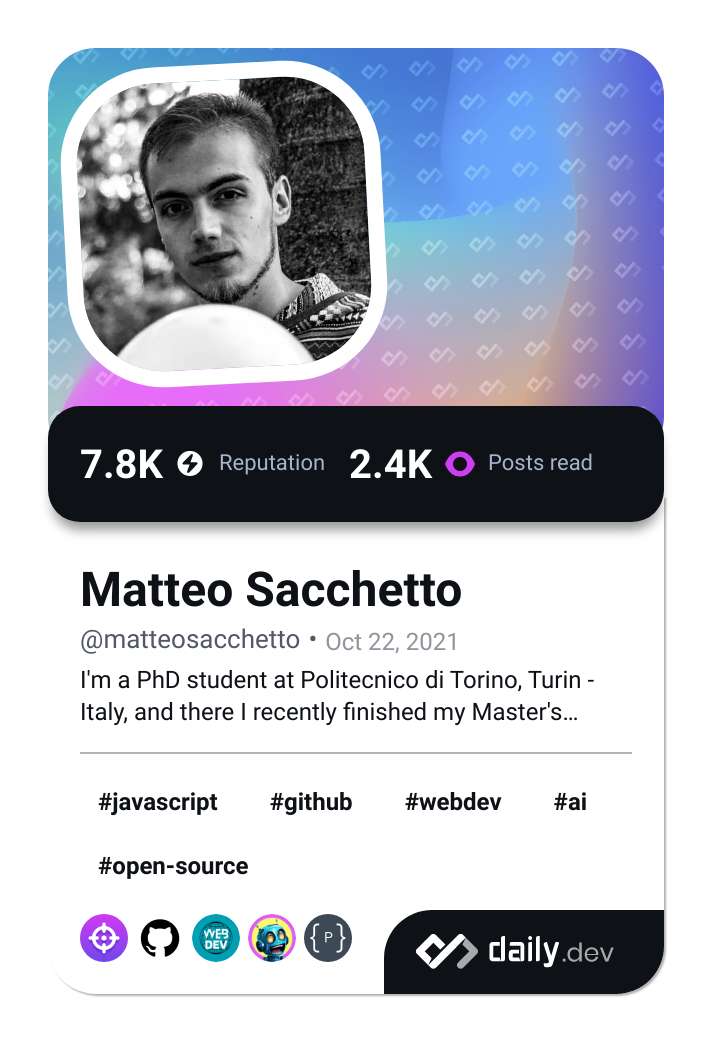 7.8K Reputation 2.4K Posts read
Matteo Sacchetto
@matteosacchetto • Oct 22, 2021
I'm a PhD student at Politecnico di Torino, Turin -
Italy, and there I recently finished my Master's...
#javascript #github #webdev #ai
#open-source
WEB
DEV
{ P }
daily.dev